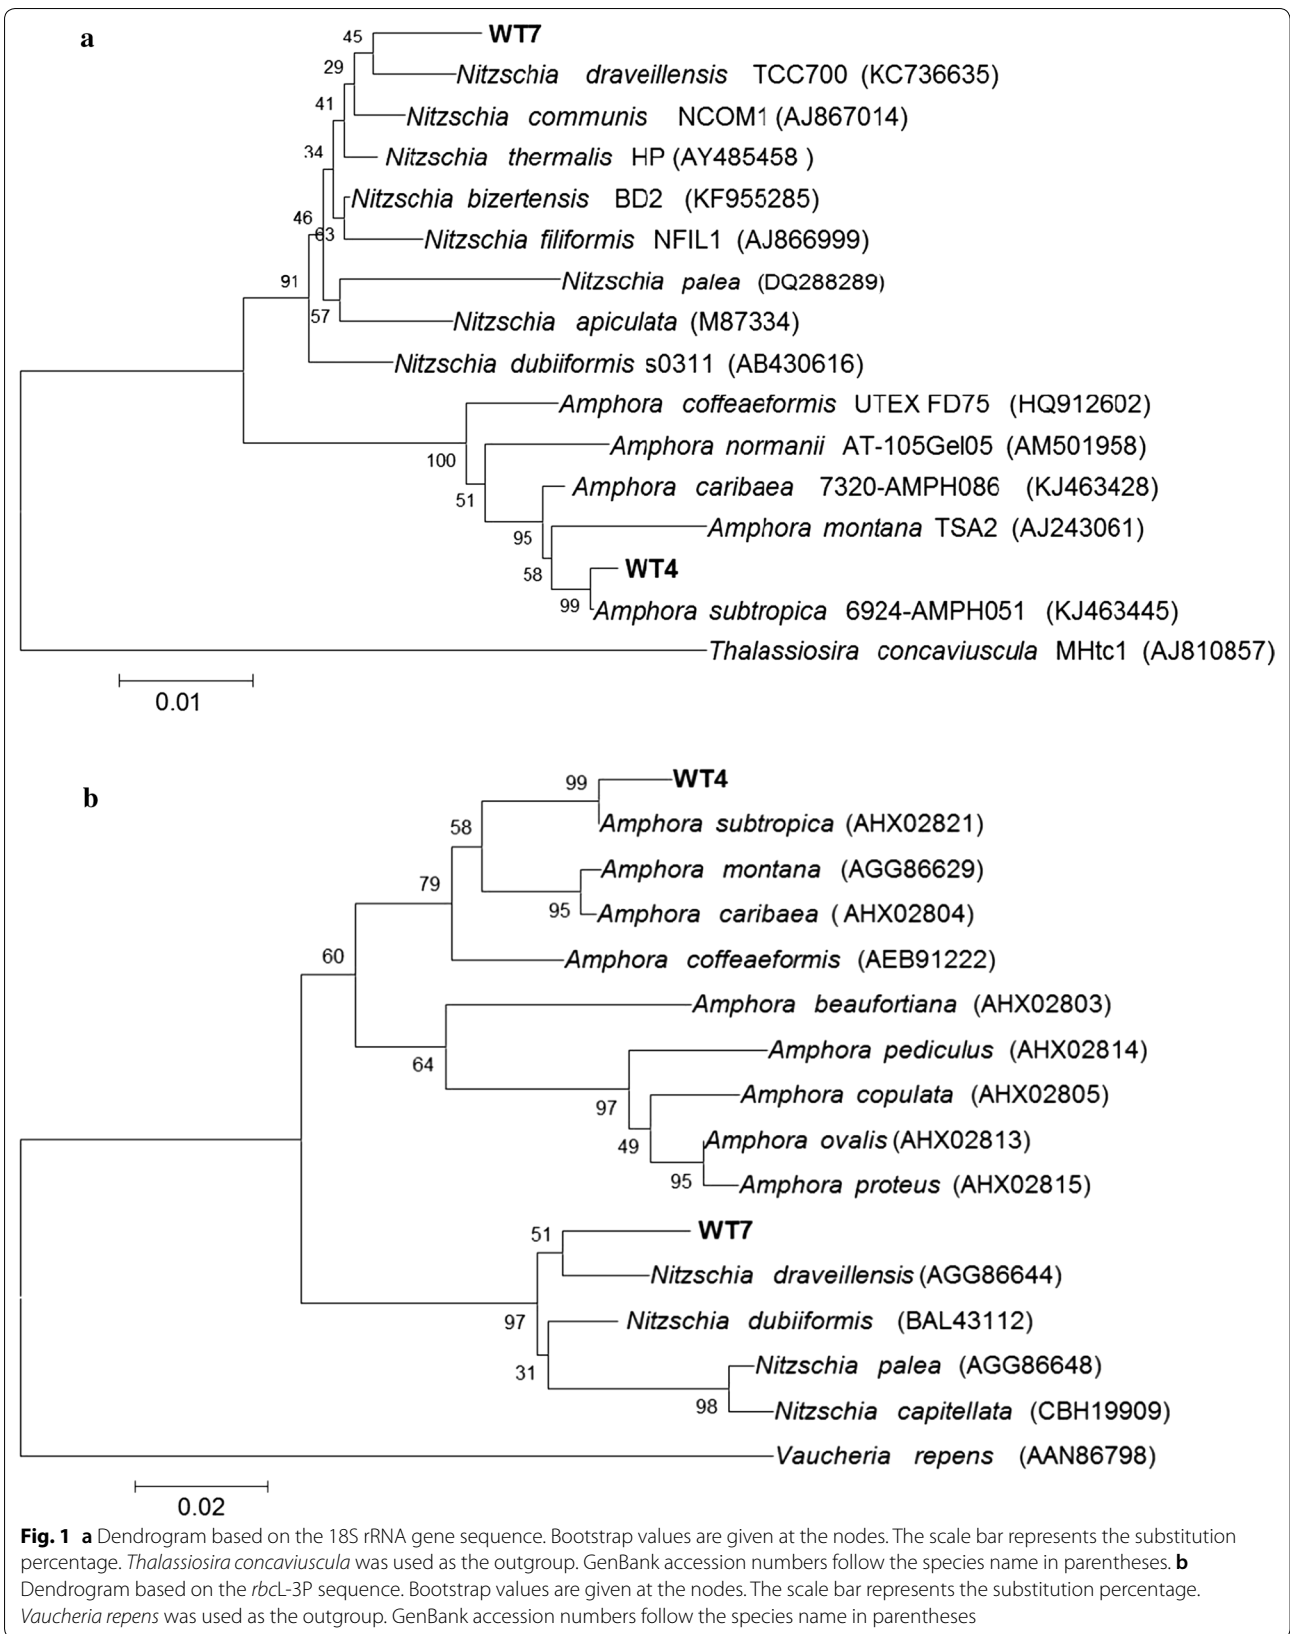 a
45
WT7
29
Nitzschia draveillensis TCC700 (KC736635)
41
Nitzschia communis NCOM1 (AJ867014)
34
Nitzschia thermalis HP (AY485458 )
Nitzschia bizertensis BD2 (KF955285)
46
63
Nitzschia filiformis NFIL1 (AJ866999)
91
Nitzschia palea (DQ288289)
57
Nitzschia apiculata (M87334)
Nitzschia dubiiformis s0311 (AB430616)
Amphora coffeaeformis UTEX FD75 (HQ912602)
100
Amphora normanii AT-105Gel05 (AM501958)
51
Amphora caribaea 7320-AMPH086 (KJ463428)
95
Amphora montana TSA2 (AJ243061)
58
WT4
99
Amphora subtropica 6924-AMPH051 (KJ463445)
Thalassiosira concaviuscula MHtc1 (AJ810857)
0.01
b
99
WT4
58
Amphora subtropica (AHX02821)
79
Amphora montana (AGG86629)
95
Amphora caribaea ( AHX02804)
60
Amphora coffeaeformis (AEB91222)
Amphora beaufortiana (AHX02803)
64
Amphora pediculus (AHX02814)
97
Amphora copulata (AHX02805)
49
Amphora ovalis (AHX02813)
95
Amphora proteus (AHX02815)
51
WT7
Nitzschia draveillensis (AGG86644)
97
Nitzschia dubiiformis (BAL43112)
31
Nitzschia palea (AGG86648)
98
Nitzschia capitellata (CBH19909)
Vaucheria repens (AAN86798)
0.02
Fig. 1 a Dendrogram based on the 18S rRNA gene sequence. Bootstrap values are given at the nodes. The scale bar represents the substitution
percentage. Thalassiosira concaviuscula was used as the outgroup. GenBank accession numbers follow the species name in parentheses. b
Dendrogram based on the rbcL-3P sequence. Bootstrap values are given at the nodes. The scale bar represents the substitution percentage.
Vaucheria repens was used as the outgroup. GenBank accession numbers follow the species name in parentheses